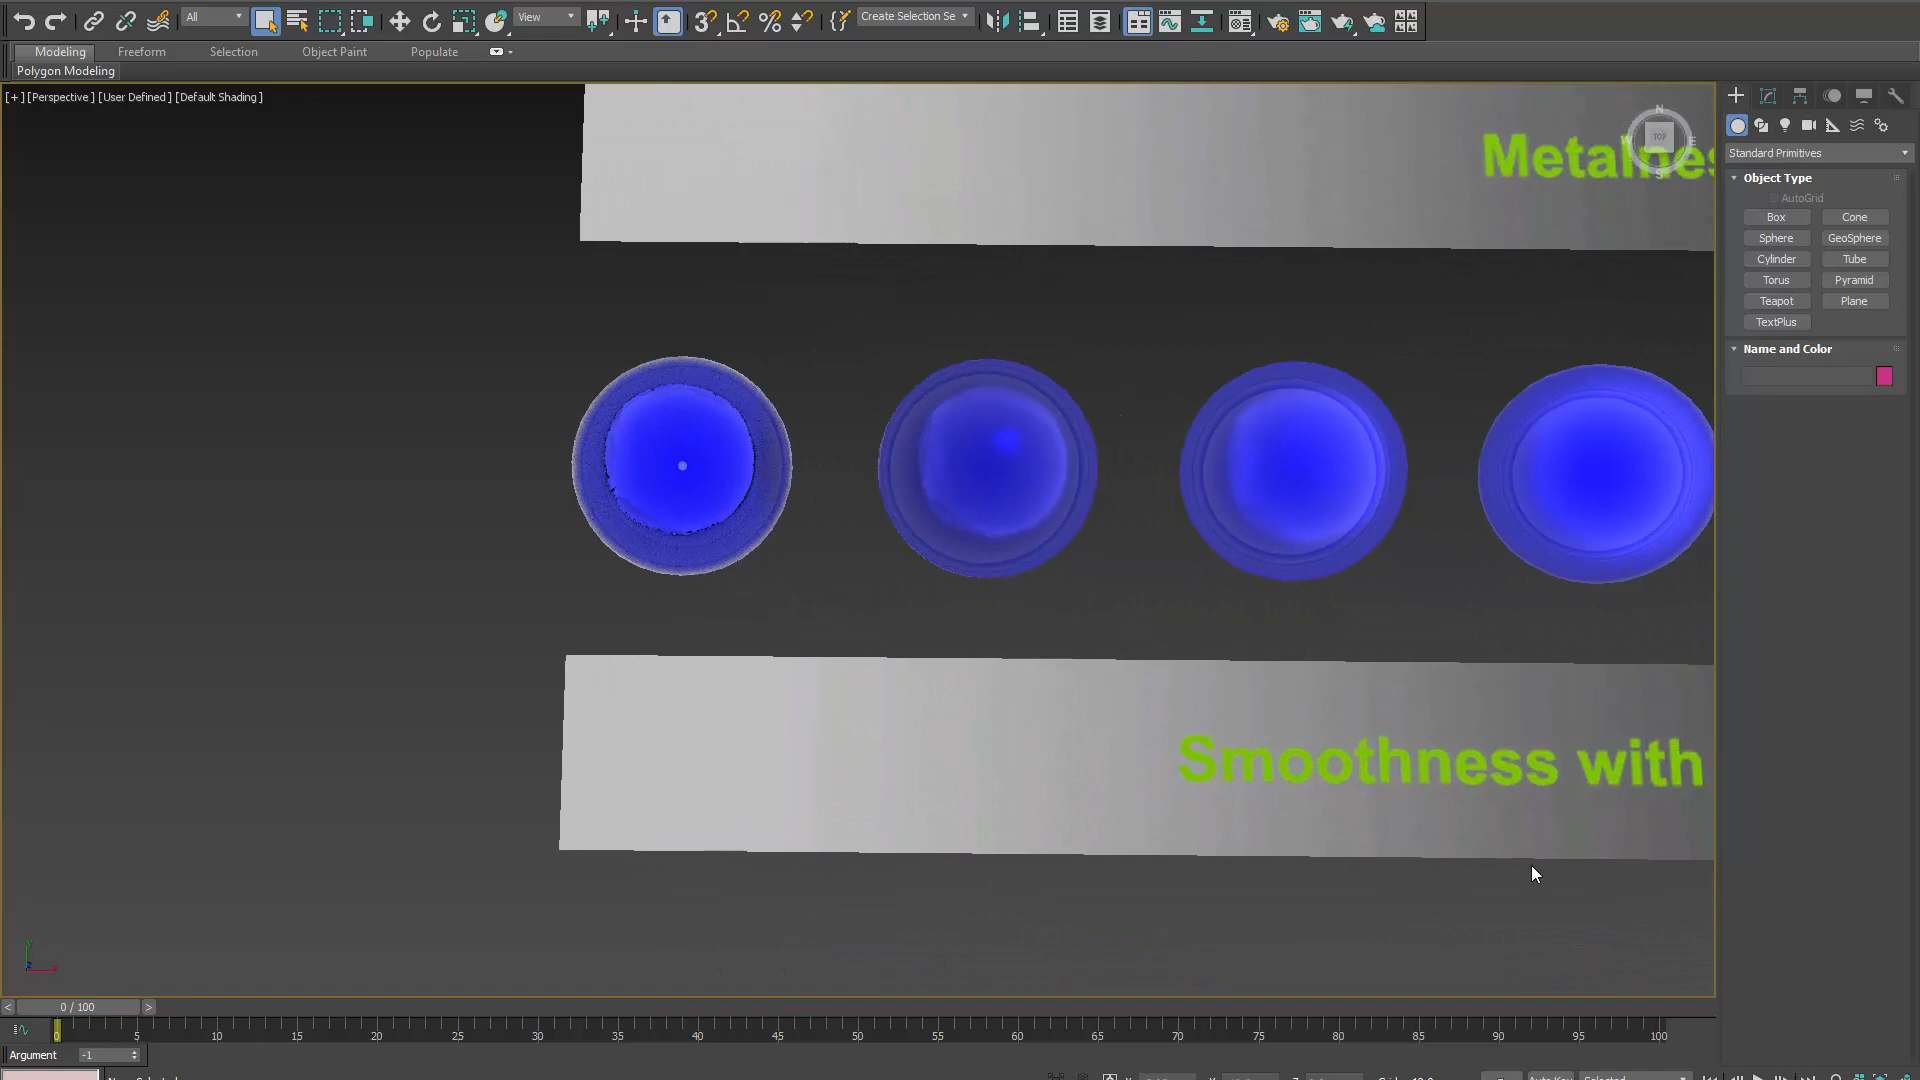 All
View
Create Selection Se
Modeling Freeform Selection Object Paint Populate
Polygon Modeling
[+] [Perspective] [User Defined] [Default Shading]
N
W TOP E
S
Standard Primitives
Object Type
AutoGrid
Box Cone
Sphere GeoSphere
Cylinder Tube
Torus Pyramid
Teapot Plane
TextPlus
Name and Color
Smoothness with
y
x
< 0 / 100 >
0 5 10 15 20 25 30 35 40 45 50 55 60 65 70 75 80 85 90 95 100
Argument -1